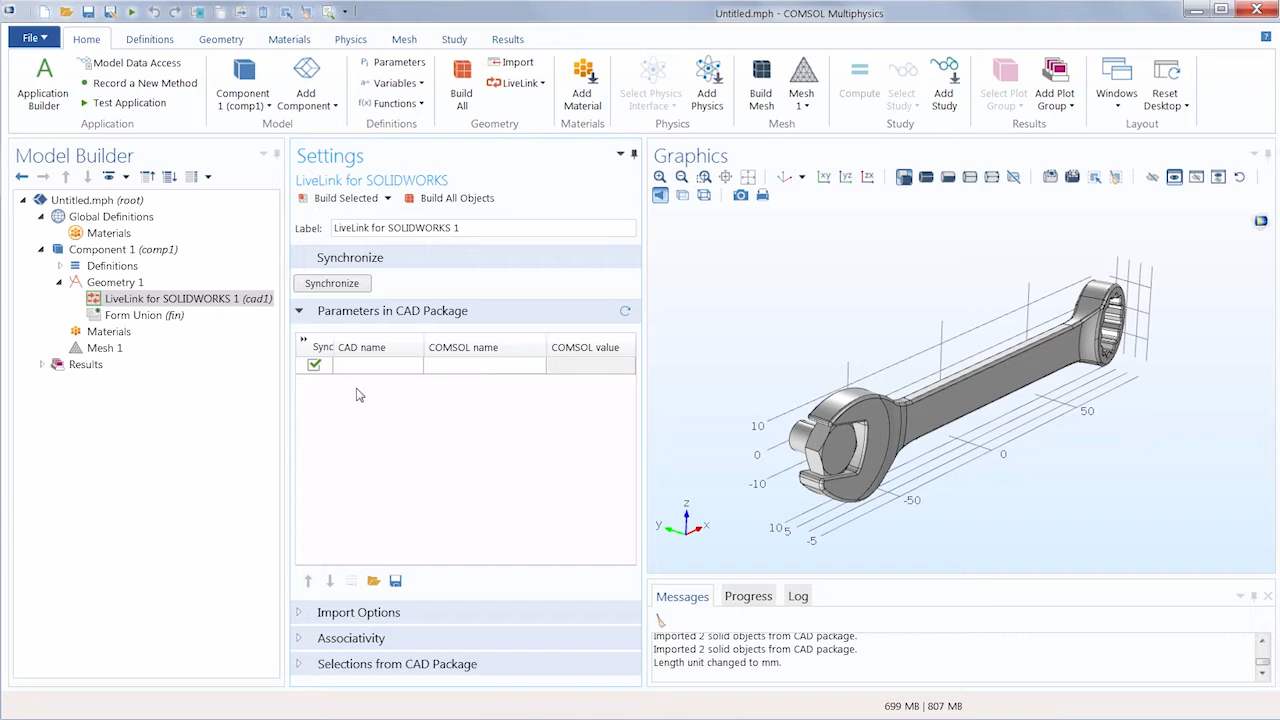 Untitled.mph - COMSOL Multiphysics
File
Home
Definitions
Geometry
Materials
Physics
Mesh
Study
Results
Application Builder
Model Data Access
Record a New Method
Test Application
Application
Component 1 (comp1)
Add Component
Model
Parameters
Variables
f(x) Functions
Definitions
Build All
Import
LiveLink
Geometry
Add Material
Materials
Select Physics Interface
Add Physics
Physics
Build Mesh
Mesh 1
Mesh
Compute
Select Study
Add Study
Study
Select Plot Group
Add Plot Group
Results
Windows
Reset Desktop
Layout
Model Builder
Untitled.mph (root)
Global Definitions
Materials
Component 1 (comp1)
Definitions
Geometry 1
LiveLink for SOLIDWORKS 1 (cad1)
Form Union (fin)
Materials
Mesh 1
Results
Settings
LiveLink for SOLIDWORKS
Build Selected
Build All Objects
Label: LiveLink for SOLIDWORKS 1
Synchronize
Synchronize
Parameters in CAD Package
Sync CAD name COMSOL name COMSOL value
Import Options
Associativity
Selections from CAD Package
Graphics
xy yz zx
10
0
-10
10
5
-5
-50
0
50
z
y
x
Messages
Progress
Log
Imported 2 solid objects from CAD package.
Imported 2 solid objects from CAD package.
Length unit changed to mm.
699 MB | 807 MB